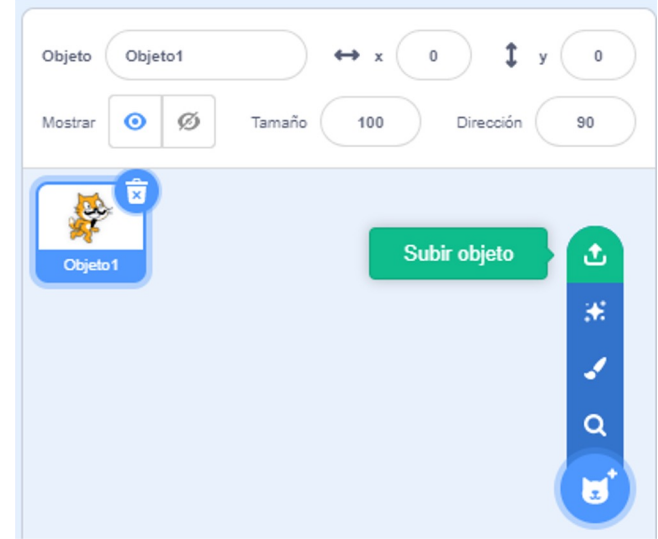 Objeto Objeto1 x 0 y 0
Mostrar Tamaño 100 Dirección 90
Objeto1
Subir objeto